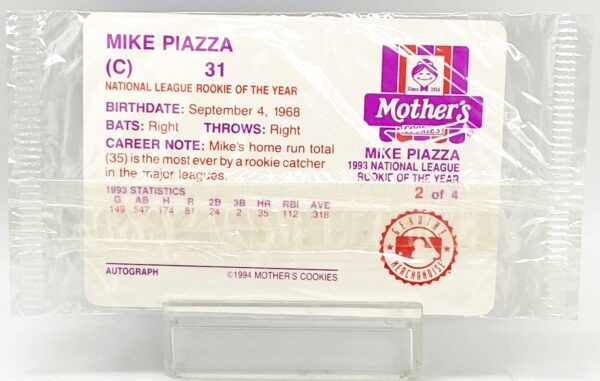 MIKE PIAZZA
(C) 31
NATIONAL LEAGUE ROOKIE OF THE YEAR
BIRTHDATE: September 4, 1968
BATS: Right THROWS: Right
CAREER NOTE: Mike's home run total
(35) is the most ever by a rookie catcher
in the major leagues.
1993 STATISTICS
G AB H R 2B 3B HR RBI AVE
149 547 174 81 24 2 35 112 .318
AUTOGRAPH
©1994 MOTHER'S COOKIES
Since 1914
Mother's
COOKIES
MIKE PIAZZA
1993 NATIONAL LEAGUE
ROOKIE OF THE YEAR
2 of 4
GENUINE
MERCHANDISE